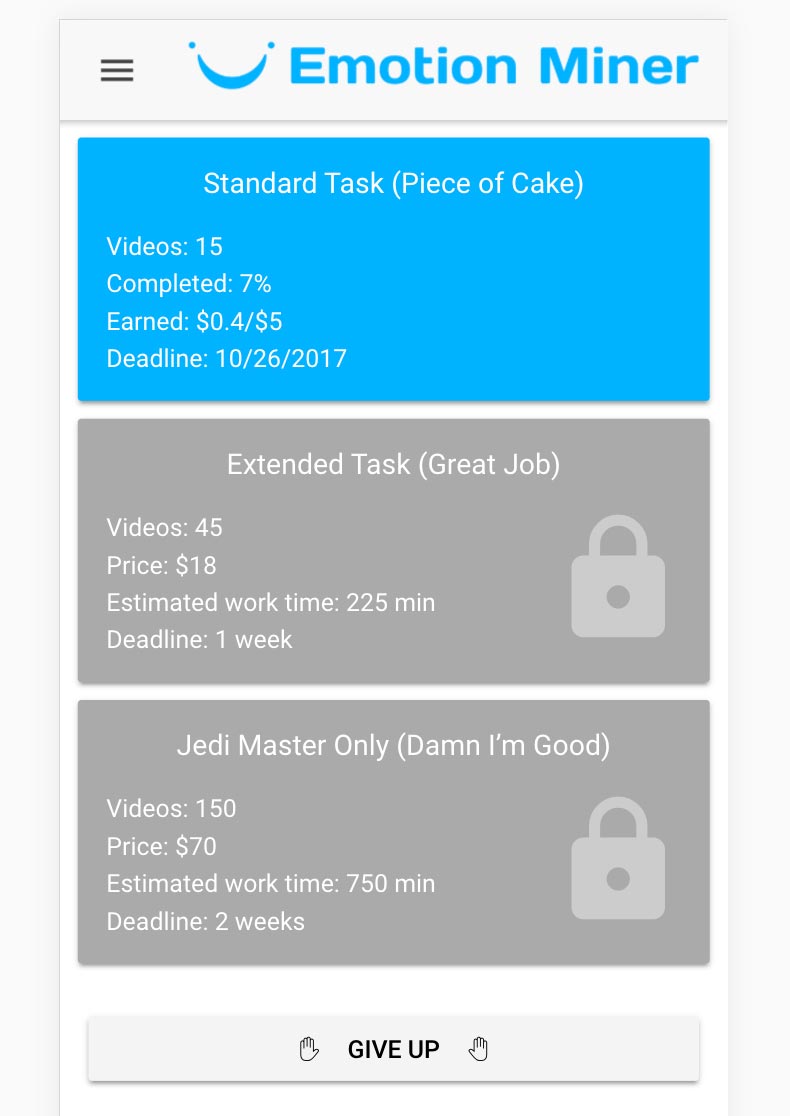 Emotion Miner
Standard Task (Piece of Cake)
Videos: 15
Completed: 7%
Earned: $0.4/$5
Deadline: 10/26/2017
Extended Task (Great Job)
Videos: 45
Price: $18
Estimated work time: 225 min
Deadline: 1 week
Jedi Master Only (Damn I’m Good)
Videos: 150
Price: $70
Estimated work time: 750 min
Deadline: 2 weeks
GIVE UP